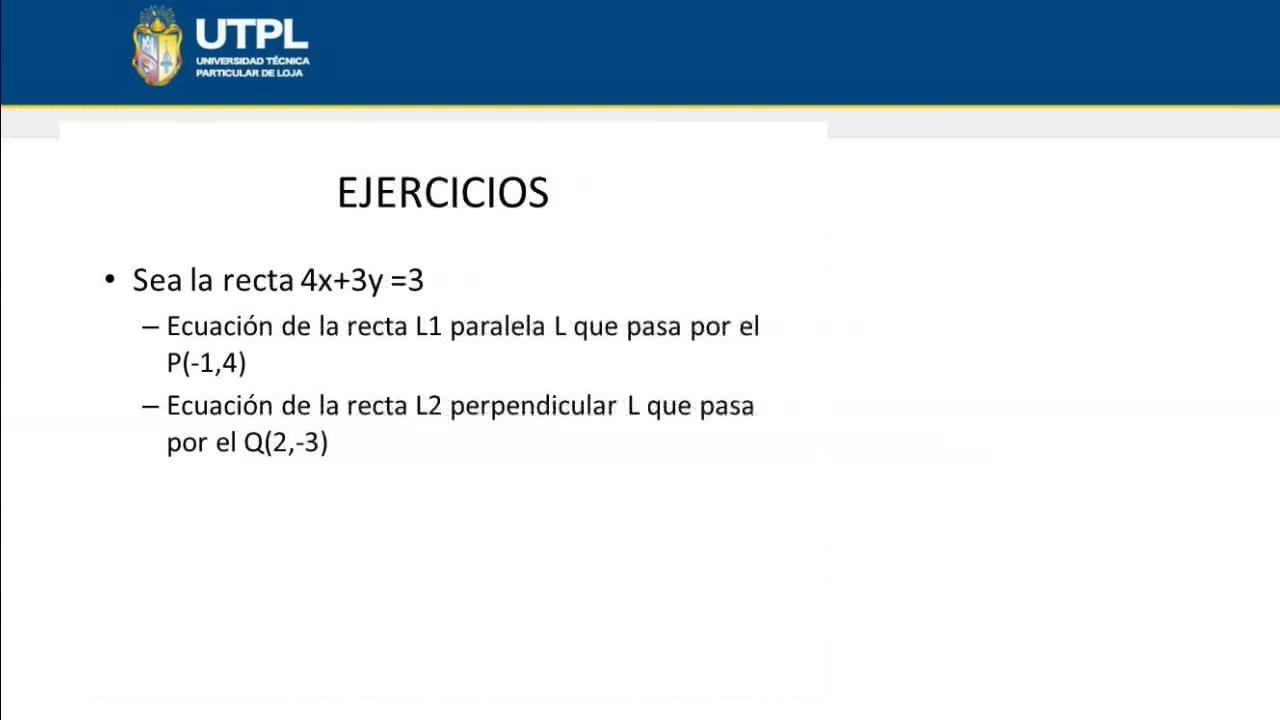 UTPL
UNIVERSIDAD TÉCNICA
PARTICULAR DE LOJA
EJERCICIOS
• Sea la recta 4x+3y =3
– Ecuación de la recta L1 paralela L que pasa por el
P(-1,4)
– Ecuación de la recta L2 perpendicular L que pasa
por el Q(2,-3)